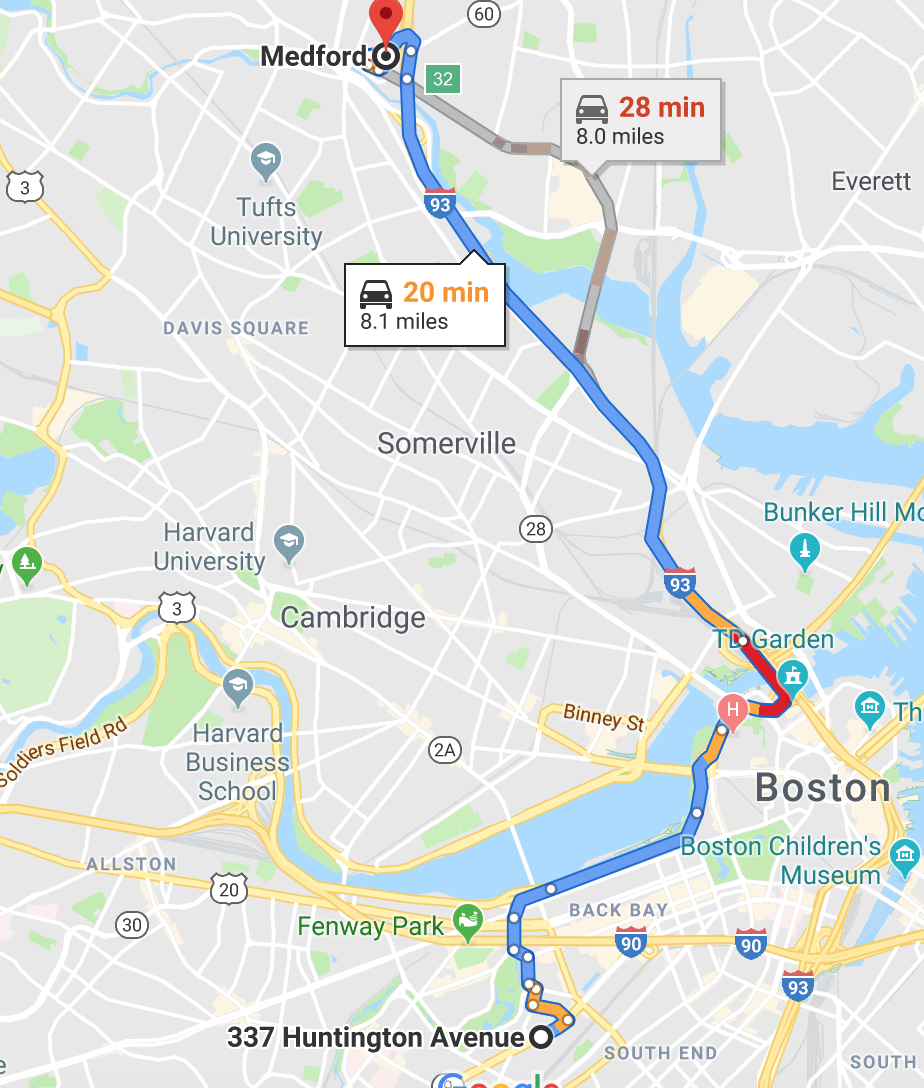 60
Medford
32
28 min
8.0 miles
3
Everett
Tufts
University
93
20 min
8.1 miles
DAVIS SQUARE
Somerville
28
Bunker Hill Mo
Harvard
University
93
3
Cambridge
TD Garden
H
Th
Binney St
Harvard
Business
School
Soldiers Field Rd
2A
Boston
Boston Children's
Museum
ALLSTON
20
BACK BAY
30
Fenway Park
90
90
93
337 Huntington Avenue
SOUTH END
SOUTH
Google